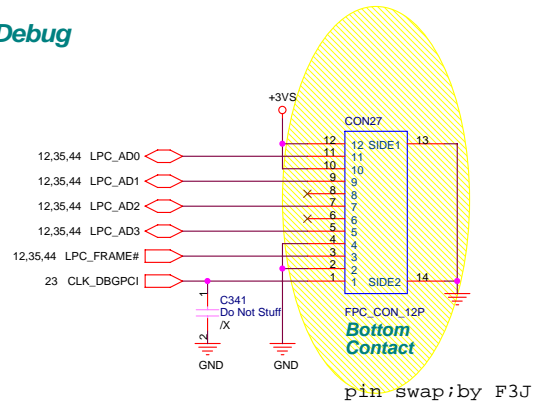 Debug
+3VS
CON27
12 12 SIDE1 13
12,35,44 LPC_AD0 11 11
10 10
12,35,44 LPC_AD1 9 9
8 8
12,35,44 LPC_AD2 7 7
6 6
12,35,44 LPC_AD3 5 5
4 4
12,35,44 LPC_FRAME# 3 3
2 2
23 CLK_DBGPCI 1 1 SIDE2 14
1
C341
Do Not Stuff
/X
2
GND
GND
FPC_CON_12P
Bottom
Contact
pin swap;by F3J